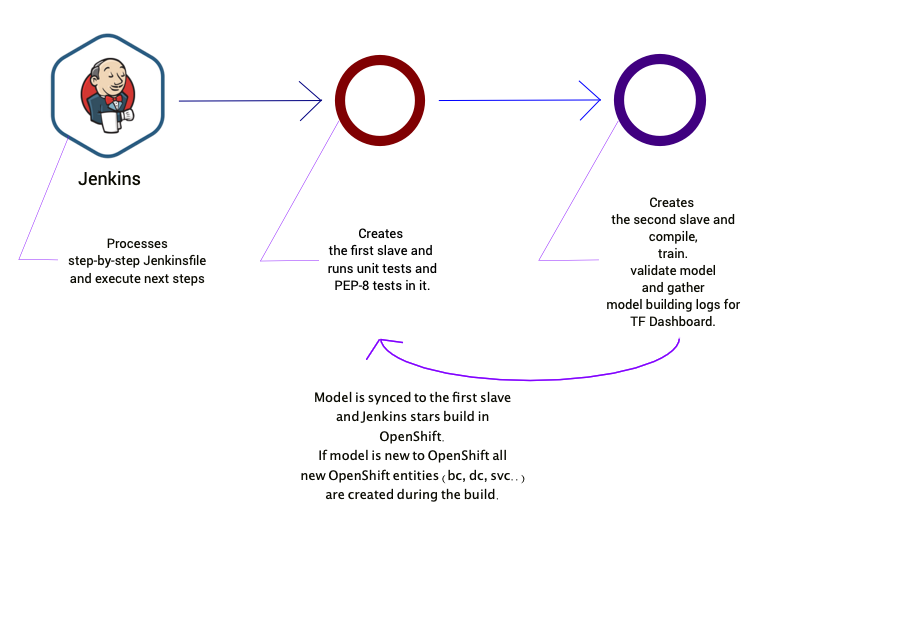 Jenkins
Processes
step-by-step Jenkinsfile
and execute next steps
Creates
the first slave and
runs unit tests and
PEP-8 tests in it.
Creates
the second slave and
compile,
train.
validate model
and gather
model building logs for
TF Dashboard.
Model is synced to the first slave
and Jenkins stars build in
OpenShift.
If model is new to OpenShift all
new OpenShift entities (bc, dc, svc..)
are created during the build.